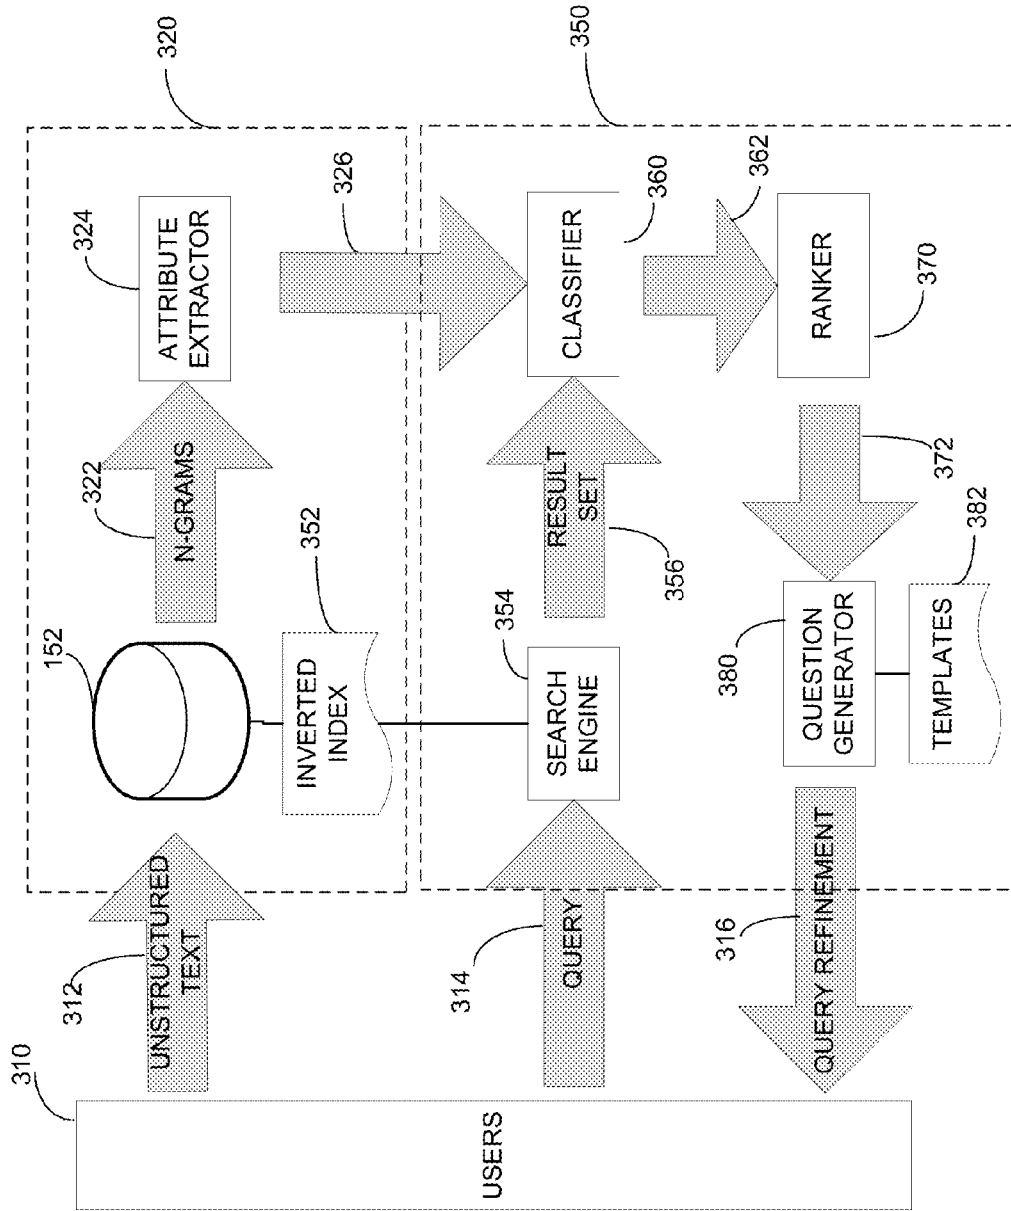 320
324
ATTRIBUTE
EXTRACTOR
326
322
N-GRAMS
152
352
INVERTED
INDEX
312
UNSTRUCTURED
TEXT
310
USERS
350
360
CLASSIFIER
362
RANKER
370
RESULT
SET
356
354
SEARCH
ENGINE
314
QUERY
372
380
QUESTION
GENERATOR
382
TEMPLATES
316
QUERY REFINEMENT